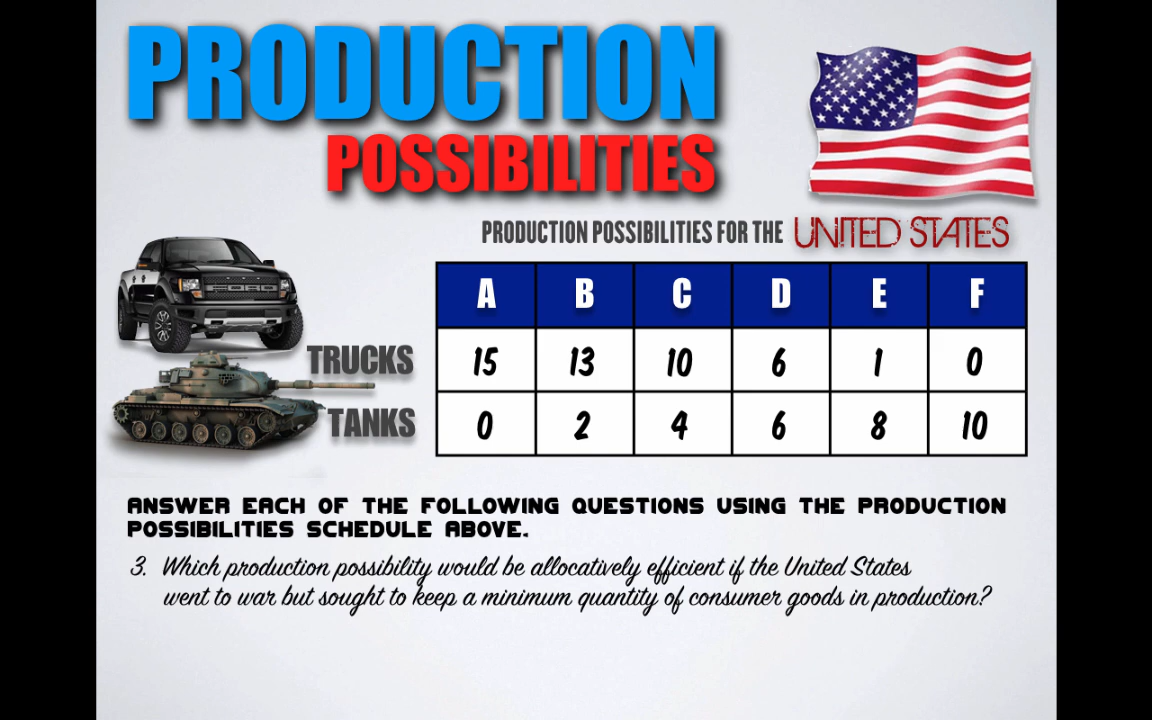 PRODUCTION
POSSIBILITIES
PRODUCTION POSSIBILITIES FOR THE UNITED STATES
A B C D E F
TRUCKS 15 13 10 6 1 0
TANKS 0 2 4 6 8 10
ANSWER EACH OF THE FOLLOWING QUESTIONS USING THE PRODUCTION
POSSIBILITIES SCHEDULE ABOVE.
3. Which production possibility would be allocatively efficient if the United States
went to war but sought to keep a minimum quantity of consumer goods in production?